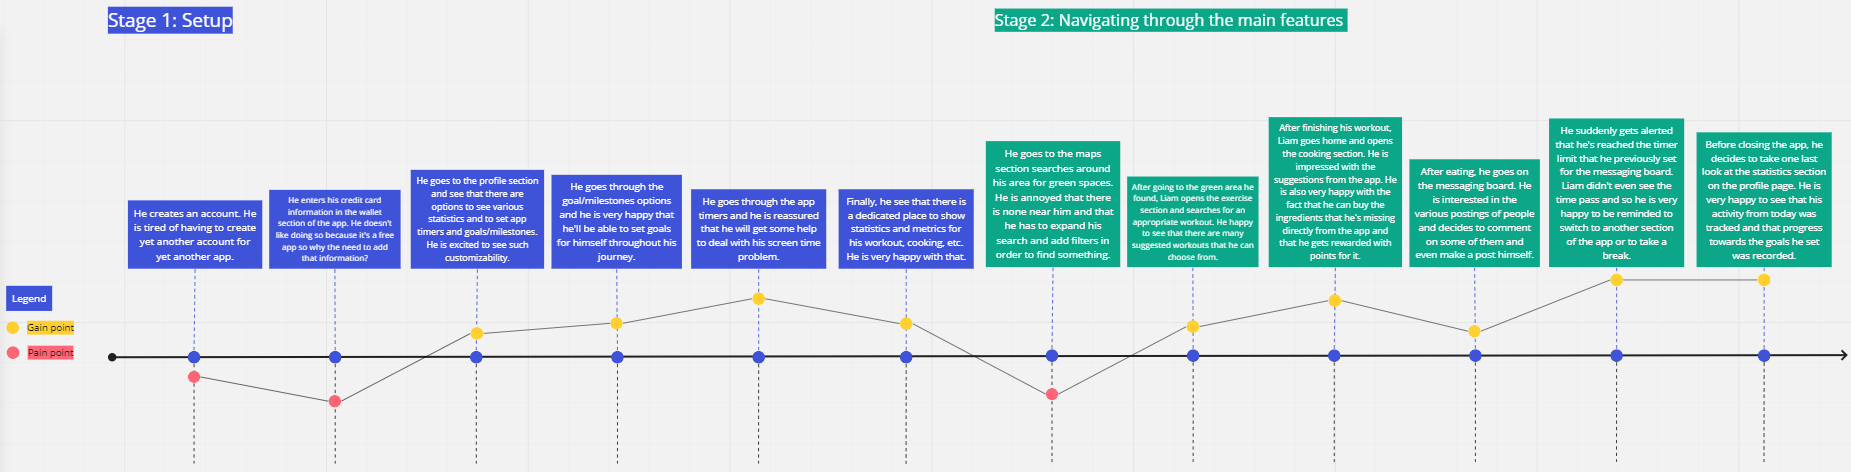 Stage 1: Setup
Stage 2: Navigating through the main features
He creates an account. He
is tired of having to create
yet another account for
yet another app.
He enters his credit card
information in the wallet
section of the app. He doesn't
like doing so because it's a free
app so why the need to add
that information?
He goes to the profile section
and see that there are
options to see various
statistics and to set app
timers and goals/milestones.
He is excited to see such
customizability.
He goes through the
goal/milestones options
and he is very happy that
he'll be able to set goals
for himself throughout his
journey.
He goes through the app
timers and he is reassured
that he will get some help
to deal with his screen time
problem.
Finally, he see that there is
a dedicated place to show
statistics and metrics for
his workout, cooking, etc.
He is very happy with that.
He goes to the maps
section searches around
his area for green spaces.
He is annoyed that there
is none near him and that
he has to expand his
search and add filters in
order to find something.
After going to the green area he
found, Liam opens the exercise
section and searches for an
appropriate workout. He happy
to see that there are many
suggested workouts that he can
choose from.
After finishing his workout,
Liam goes home and opens
the cooking section. He is
impressed with the
suggestions from the app. He
is also very happy with the
fact that he can buy the
ingredients that he's missing
directly from the app and
that he gets rewarded with
points for it.
After eating, he goes on
the messaging board. He
is interested in the
various postings of people
and decides to comment
on some of them and
even make a post himself.
He suddenly gets alerted
that he's reached the timer
limit that he previously set
for the messaging board.
Liam didn't even see the
time pass and so he is very
happy to be reminded to
switch to another section
of the app or to take a
break.
Before closing the app, he
decides to take one last
look at the statistics section
on the profile page. He is
very happy to see that his
activity from today was
tracked and that progress
towards the goals he set
was recorded.
Legend
Gain point
Pain point